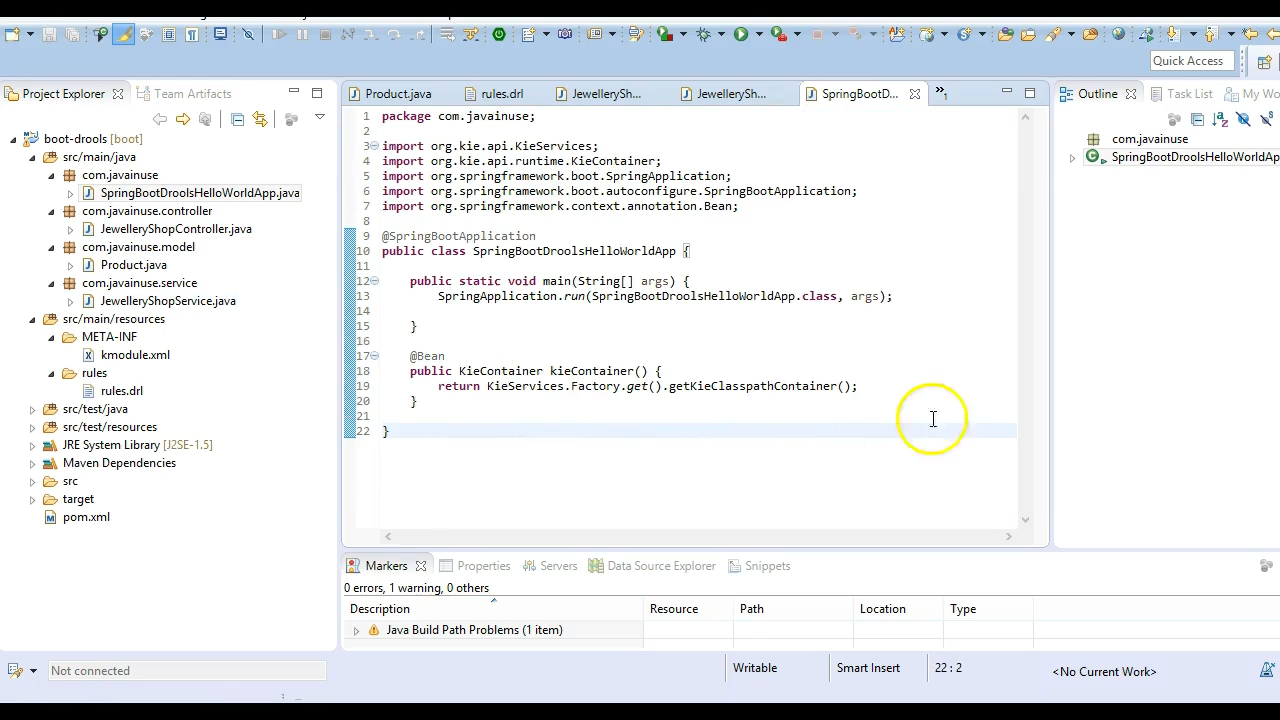 Quick Access
Project Explorer
Team Artifacts
boot-drools [boot]
src/main/java
com.javainuse
SpringBootDroolsHelloWorldApp.java
com.javainuse.controller
JewelleryShopController.java
com.javainuse.model
Product.java
com.javainuse.service
JewelleryShopService.java
src/main/resources
META-INF
kmodule.xml
rules
rules.drl
src/test/java
src/test/resources
JRE System Library [J2SE-1.5]
Maven Dependencies
src
target
pom.xml
Product.java
rules.drl
JewellerySh...
JewellerySh...
SpringBootD...
»1
1 package com.javainuse;
2
3 import org.kie.api.KieServices;
4 import org.kie.api.runtime.KieContainer;
5 import org.springframework.boot.SpringApplication;
6 import org.springframework.boot.autoconfigure.SpringBootApplication;
7 import org.springframework.context.annotation.Bean;
8
9 @SpringBootApplication
10 public class SpringBootDroolsHelloWorldApp {
11
12 public static void main(String[] args) {
13 SpringApplication.run(SpringBootDroolsHelloWorldApp.class, args);
14
15 }
16
17 @Bean
18 public KieContainer kieContainer() {
19 return KieServices.Factory.get().getKieClasspathContainer();
20 }
21
22 }
Outline
Task List
My Wo
com.javainuse
SpringBootDroolsHelloWorldAp
Markers
Properties
Servers
Data Source Explorer
Snippets
0 errors, 1 warning, 0 others
Description
Resource
Path
Location
Type
Java Build Path Problems (1 item)
Not connected
Writable
Smart Insert
22 : 2
<No Current Work>